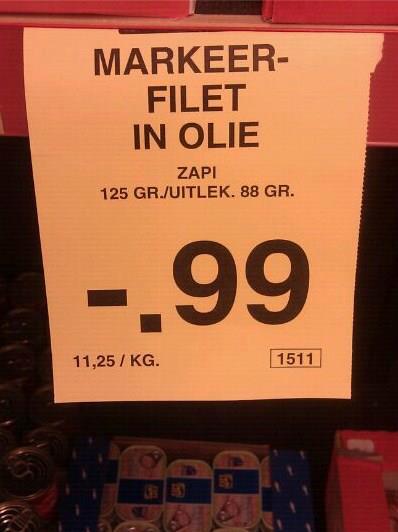 MARKEER-
FILET
IN OLIE
ZAPI
125 GR./UITLEK. 88 GR.
-.99
11,25 / KG.
1511